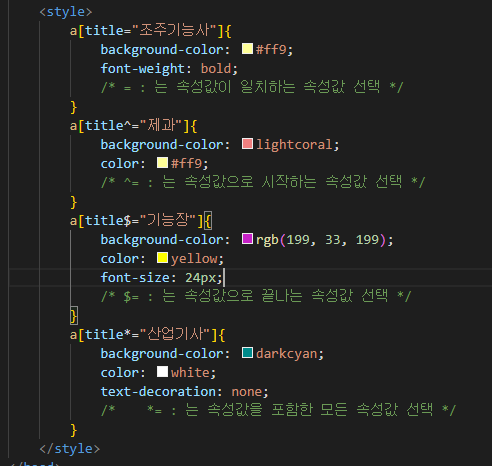 <style>
a[title="조주기능사"]{
background-color: #ff9;
font-weight: bold;
/* = : 는 속성값이 일치하는 속성값 선택 */
}
a[title^="제과"]{
background-color: lightcoral;
color: #ff9;
/* ^= : 는 속성값으로 시작하는 속성값 선택 */
}
a[title$="기능장"]{
background-color: rgb(199, 33, 199);
color: yellow;
font-size: 24px;
/* $= : 는 속성값으로 끝나는 속성값 선택 */
}
a[title*="산업기사"]{
background-color: darkcyan;
color: white;
text-decoration: none;
/*    *= : 는 속성값을 포함한 모든 속성값 선택 */
}
</style>